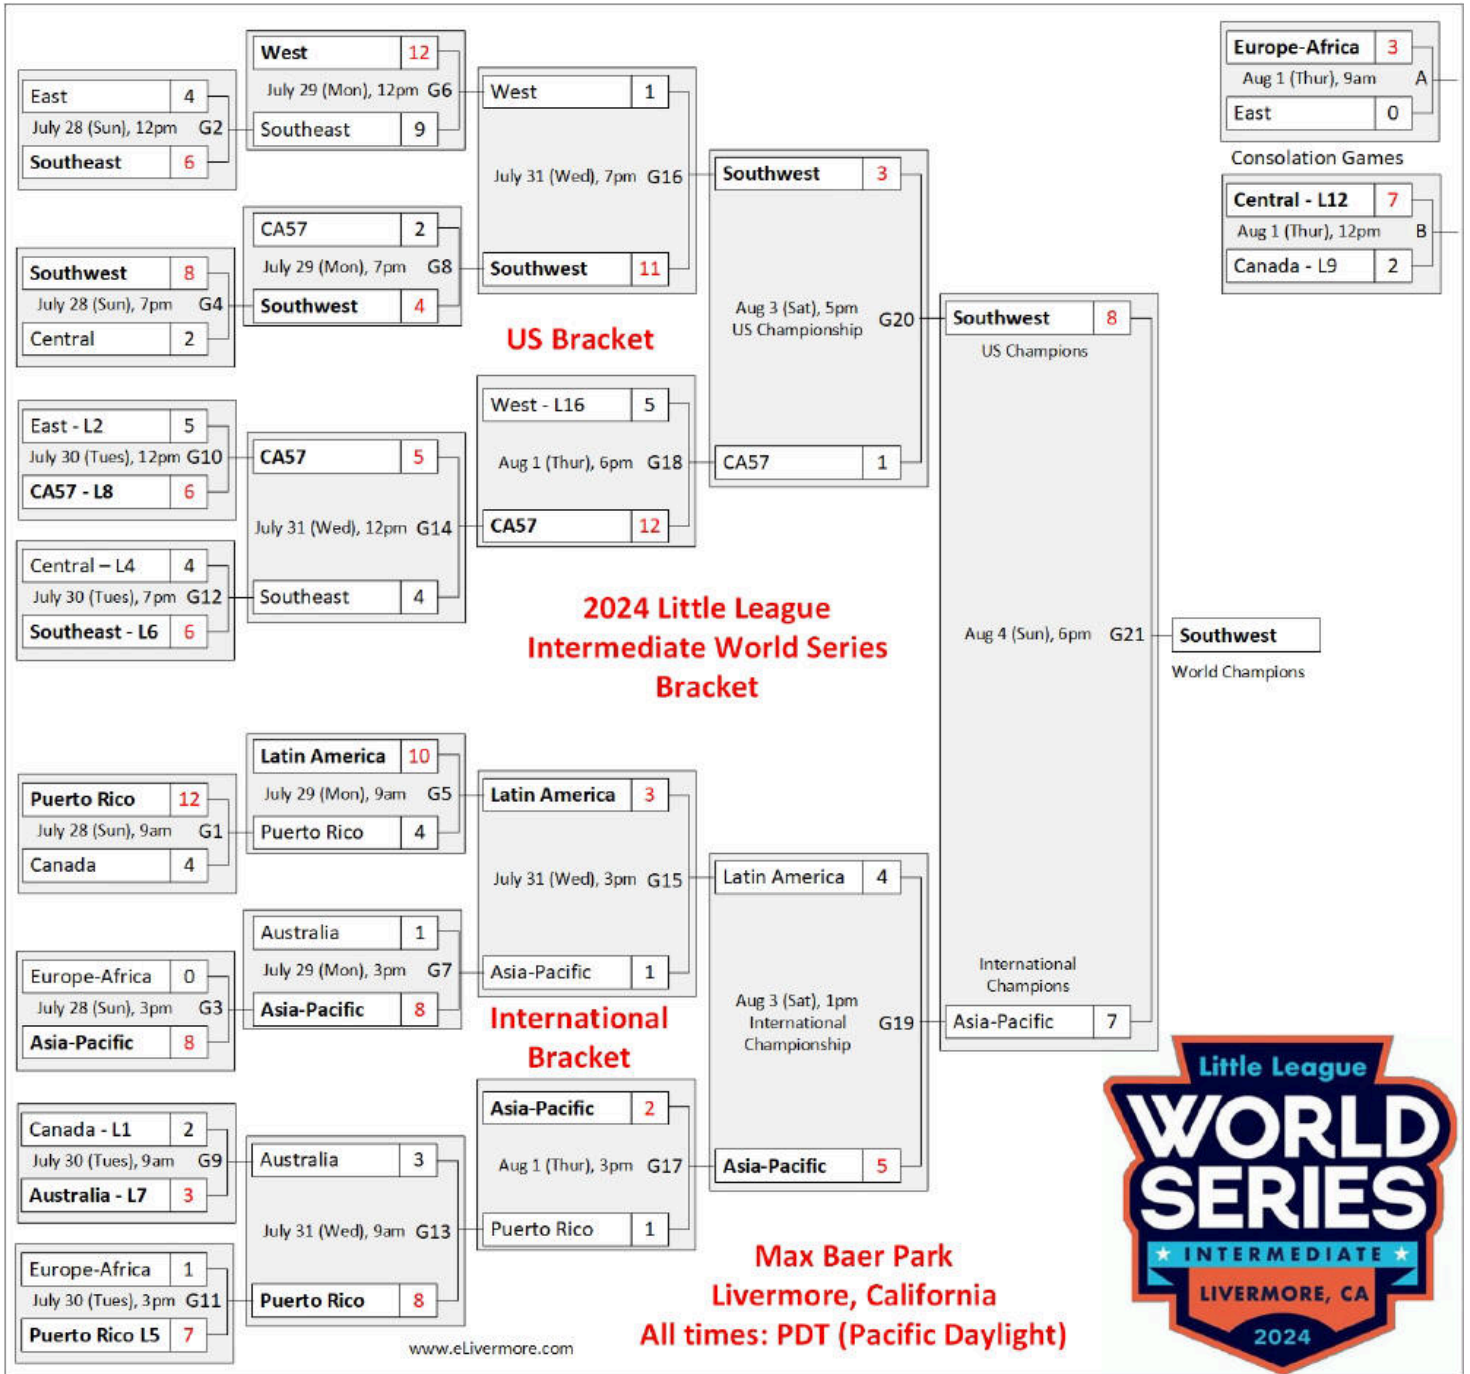 West 12
July 29 (Mon), 12pm G6
Southeast 9
East 4
July 28 (Sun), 12pm G2
Southeast 6
West 1
July 31 (Wed), 7pm G16
Southwest 11
CA57 2
July 29 (Mon), 7pm G8
Southwest 4
Southwest 8
July 28 (Sun), 7pm G4
Central 2
US Bracket
Southwest 3
Aug 3 (Sat), 5pm
US Championship
G20
CA57 1
Europe-Africa 3
Aug 1 (Thur), 9am A
East 0
Consolation Games
Central - L12 7
Aug 1 (Thur), 12pm B
Canada - L9 2
Southwest 8
US Champions
East - L2 5
July 30 (Tues), 12pm G10
CA57 - L8 6
CA57 5
July 31 (Wed), 12pm G14
Southeast 4
Central – L4 4
July 30 (Tues), 7pm G12
Southeast - L6 6
West - L16 5
Aug 1 (Thur), 6pm G18
CA57 12
2024 Little League
Intermediate World Series
Bracket
Aug 4 (Sun), 6pm G21
Southwest
World Champions
Latin America 10
July 29 (Mon), 9am G5
Puerto Rico 4
Puerto Rico 12
July 28 (Sun), 9am G1
Canada 4
Latin America 3
July 31 (Wed), 3pm G15
Asia-Pacific 1
Australia 1
July 29 (Mon), 3pm G7
Asia-Pacific 8
Europe-Africa 0
July 28 (Sun), 3pm G3
Asia-Pacific 8
International
Bracket
Latin America 4
Aug 3 (Sat), 1pm
International
Championship
G19
Asia-Pacific 5
International
Champions
Asia-Pacific 7
Canada - L1 2
July 30 (Tues), 9am G9
Australia - L7 3
Australia 3
July 31 (Wed), 9am G13
Puerto Rico 8
Europe-Africa 1
July 30 (Tues), 3pm G11
Puerto Rico L5 7
Asia-Pacific 2
Aug 1 (Thur), 3pm G17
Puerto Rico 1
Max Baer Park
Livermore, California
All times: PDT (Pacific Daylight)
www.eLivermore.com
Little League
WORLD
SERIES
INTERMEDIATE
LIVERMORE, CA
2024